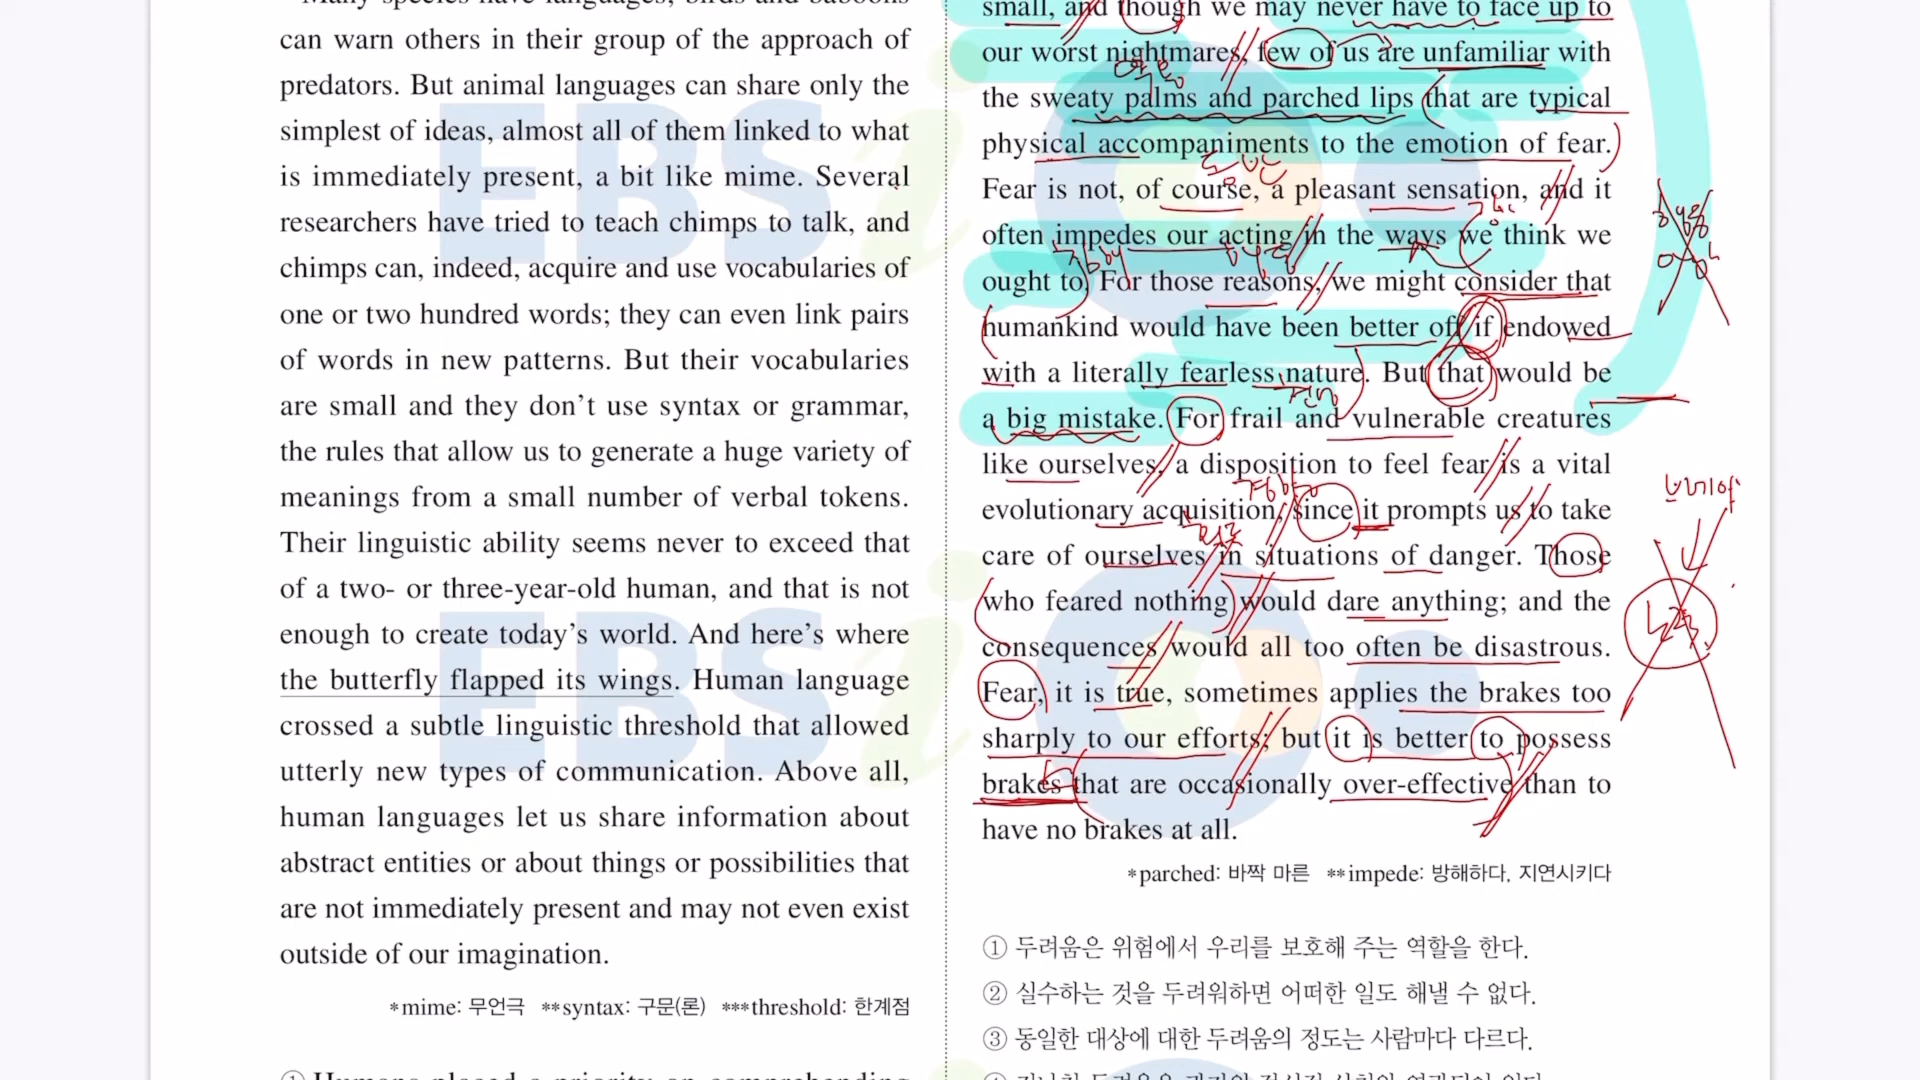 Many species have languages; birds and baboons
can warn others in their group of the approach of
predators. But animal languages can share only the
simplest of ideas, almost all of them linked to what
is immediately present, a bit like mime. Several
researchers have tried to teach chimps to talk, and
chimps can, indeed, acquire and use vocabularies of
one or two hundred words; they can even link pairs
of words in new patterns. But their vocabularies
are small and they don’t use syntax or grammar,
the rules that allow us to generate a huge variety of
meanings from a small number of verbal tokens.
Their linguistic ability seems never to exceed that
of a two- or three-year-old human, and that is not
enough to create today’s world. And here’s where
the butterfly flapped its wings. Human language
crossed a subtle linguistic threshold that allowed
utterly new types of communication. Above all,
human languages let us share information about
abstract entities or about things or possibilities that
are not immediately present and may not even exist
outside of our imagination.
*mime: 무언극 **syntax: 구문(론) ***threshold: 한계점
① Humans placed a priority on comprehending
small, and though we may never have to face up to
our worst nightmares, few of us are unfamiliar with
the sweaty palms and parched lips that are typical
physical accompaniments to the emotion of fear.
Fear is not, of course, a pleasant sensation, and it
often impedes our acting in the ways we think we
ought to. For those reasons, we might consider that
humankind would have been better off if endowed
with a literally fearless nature. But that would be
a big mistake. For frail and vulnerable creatures
like ourselves, a disposition to feel fear is a vital
evolutionary acquisition, since it prompts us to take
care of ourselves in situations of danger. Those
who feared nothing would dare anything; and the
consequences would all too often be disastrous.
Fear, it is true, sometimes applies the brakes too
sharply to our efforts; but it is better to possess
brakes that are occasionally over-effective than to
have no brakes at all.
*parched: 바짝 마른 **impede: 방해하다, 지연시키다
① 두려움은 위험에서 우리를 보호해 주는 역할을 한다.
② 실수하는 것을 두려워하면 어떠한 일도 해낼 수 없다.
③ 동일한 대상에 대한 두려움의 정도는 사람마다 다르다.
EBSi
EBSi